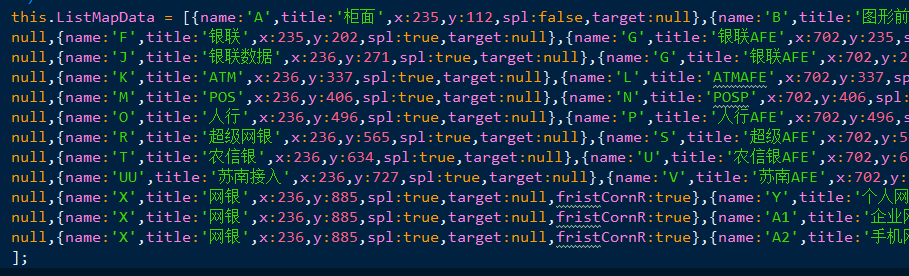 this.ListMapData = [{name:'A',title:'柜面',x:235,y:112,spl:false,target:null},{name:'B',title:'图形前
null,{name:'F',title:'银联',x:235,y:202,spl:true,target:null},{name:'G',title:'银联AFE',x:702,y:235,s
null,{name:'J',title:'银联数据',x:236,y:271,spl:true,target:null},{name:'G',title:'银联AFE',x:702,y:2
null,{name:'K',title:'ATM',x:236,y:337,spl:true,target:null},{name:'L',title:'ATMAFE',x:702,y:337,spl
null,{name:'M',title:'POS',x:236,y:406,spl:true,target:null},{name:'N',title:'POSP',x:702,y:406,spl:
null,{name:'O',title:'人行',x:236,y:496,spl:true,target:null},{name:'P',title:'人行AFE',x:702,y:496,s
null,{name:'R',title:'超级网银',x:236,y:565,spl:true,target:null},{name:'S',title:'超级AFE',x:702,y:5
null,{name:'T',title:'农信银',x:236,y:634,spl:true,target:null},{name:'U',title:'农信银AFE',x:702,y:6
null,{name:'UU',title:'苏南接入',x:236,y:727,spl:true,target:null},{name:'V',title:'苏南AFE',x:702,y:
null,{name:'X',title:'网银',x:236,y:885,spl:true,target:null,fristCornR:true},{name:'Y',title:'个人网
null,{name:'X',title:'网银',x:236,y:885,spl:true,target:null,fristCornR:true},{name:'A1',title:'企业网
null,{name:'X',title:'网银',x:236,y:885,spl:true,target:null,fristCornR:true},{name:'A2',title:'手机网
];